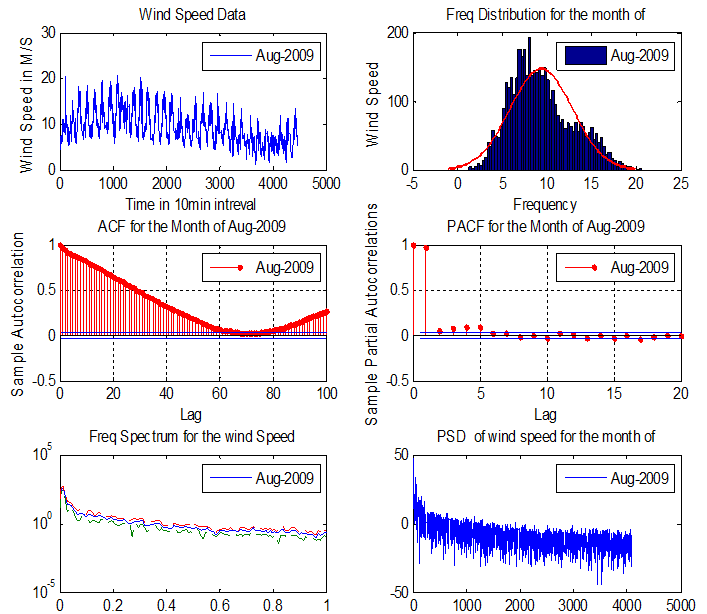 Wind Speed Data
Wind Speed in M/S
30
20
10
0
Aug-2009
0 1000 2000 3000 4000 5000
Time in 10min intreval
Freq Distribution for the month of
Wind Speed
200
100
0
Aug-2009
-5 0 5 10 15 20 25
Frequency
ACF for the Month of Aug-2009
Sample Autocorrelation
1
0.5
0
-0.5
Aug-2009
0 20 40 60 80 100
Lag
PACF for the Month of Aug-2009
Sample Partial Autocorrelations
1
0.5
0
-0.5
Aug-2009
0 5 10 15 20
Lag
Freq Spectrum for the wind Speed
10^5
10^0
10^-5
Aug-2009
0 0.2 0.4 0.6 0.8 1
PSD of wind speed for the month of
50
0
-50
Aug-2009
0 1000 2000 3000 4000 5000